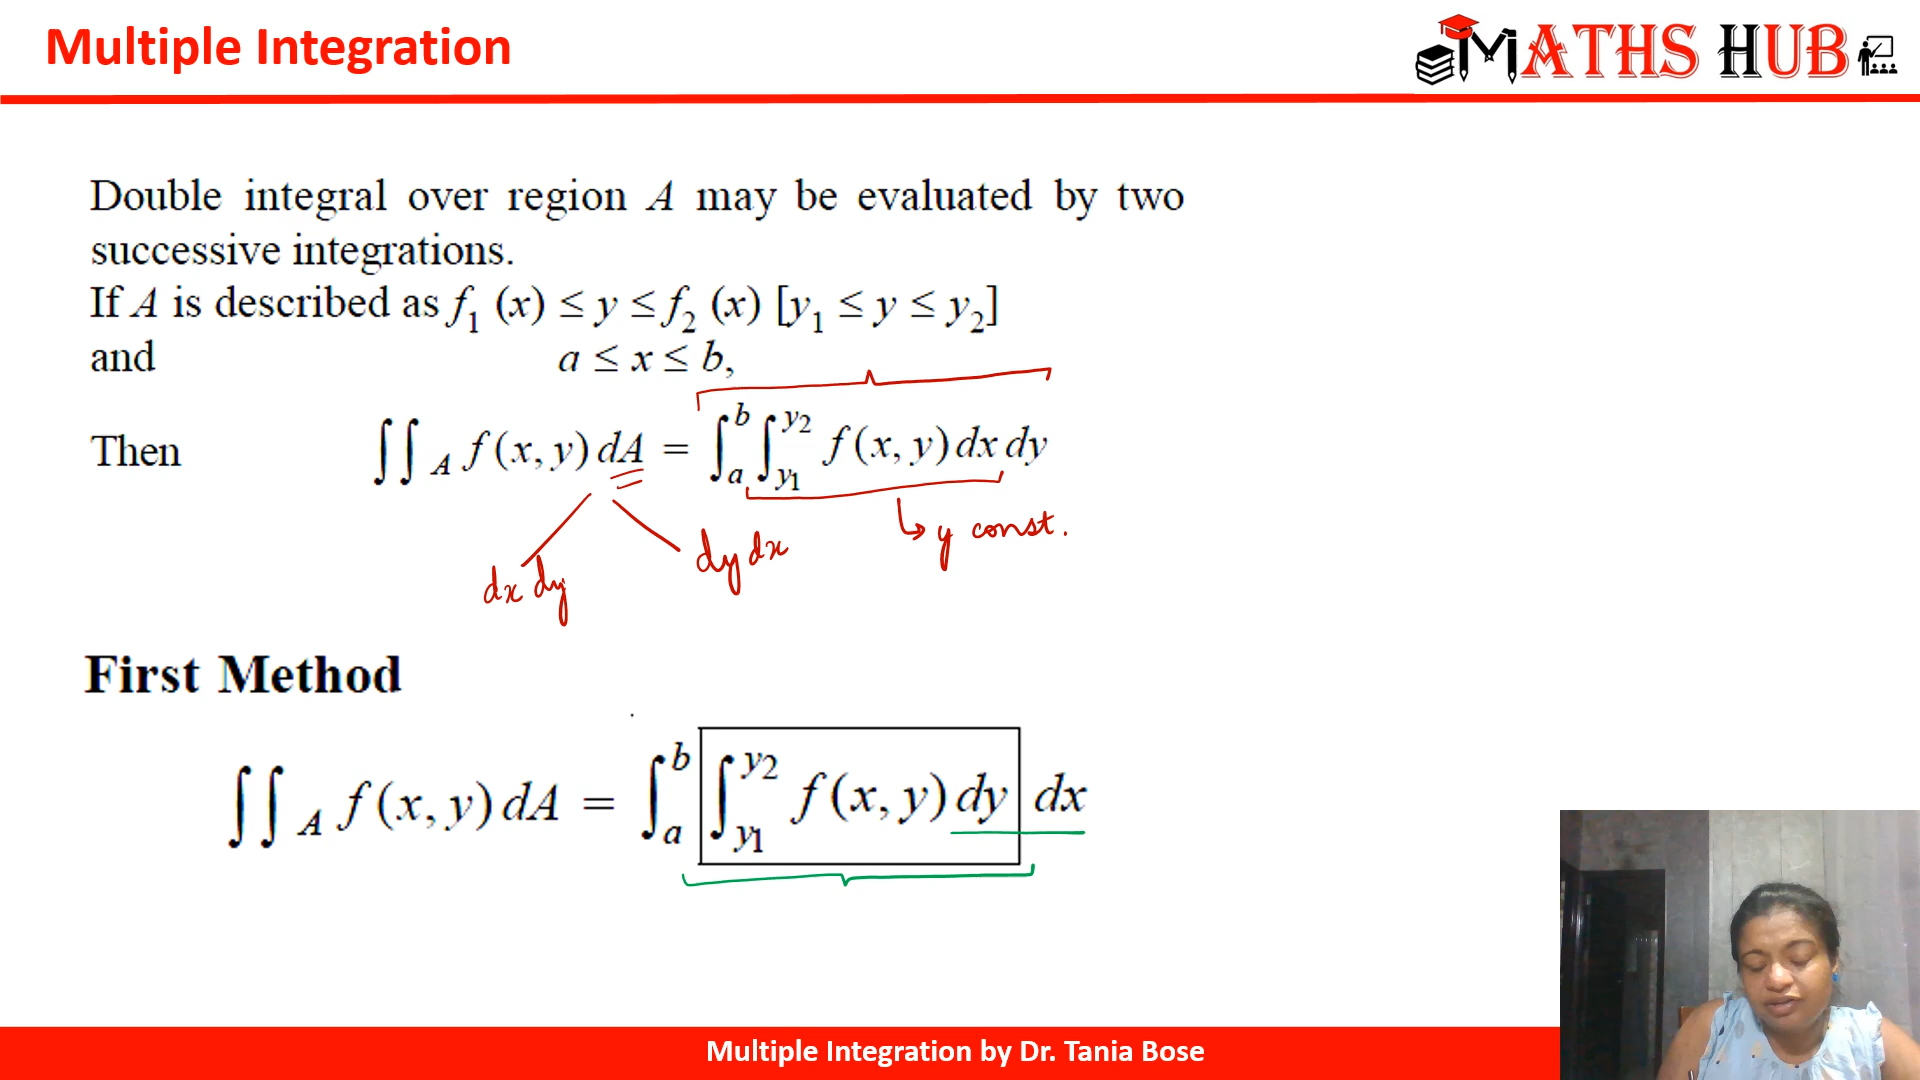 Multiple Integration
MATHS HUB
Double integral over region A may be evaluated by two
successive integrations.
If A is described as f₁ (x) ≤ y ≤ f₂ (x) [y₁ ≤ y ≤ y₂]
and a ≤ x ≤ b,
Then ∫∫_A f(x, y) dA = ∫_a^b ∫_{y1}^{y2} f(x, y) dx dy
↳ y const.
dx dy dy dx
First Method
∫∫_A f(x, y) dA = ∫_a^b ∫_{y1}^{y2} f(x, y) dy dx
Multiple Integration by Dr. Tania Bose